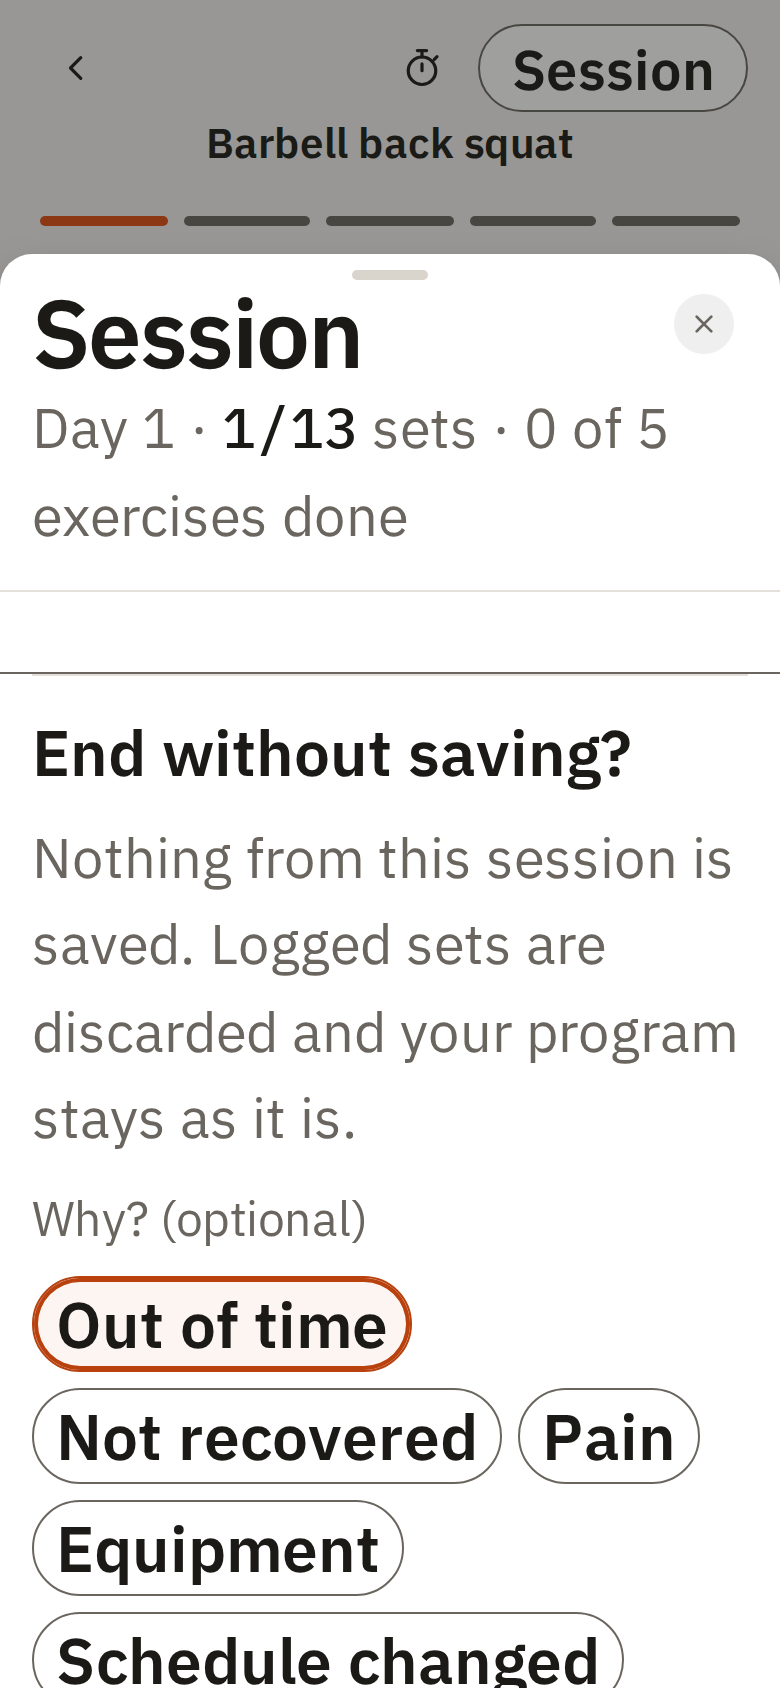 Session
Barbell back squat
Session
Day 1 · 1/13 sets · 0 of 5
exercises done
End without saving?
Nothing from this session is
saved. Logged sets are
discarded and your program
stays as it is.
Why? (optional)
Out of time
Not recovered Pain
Equipment
Schedule changed